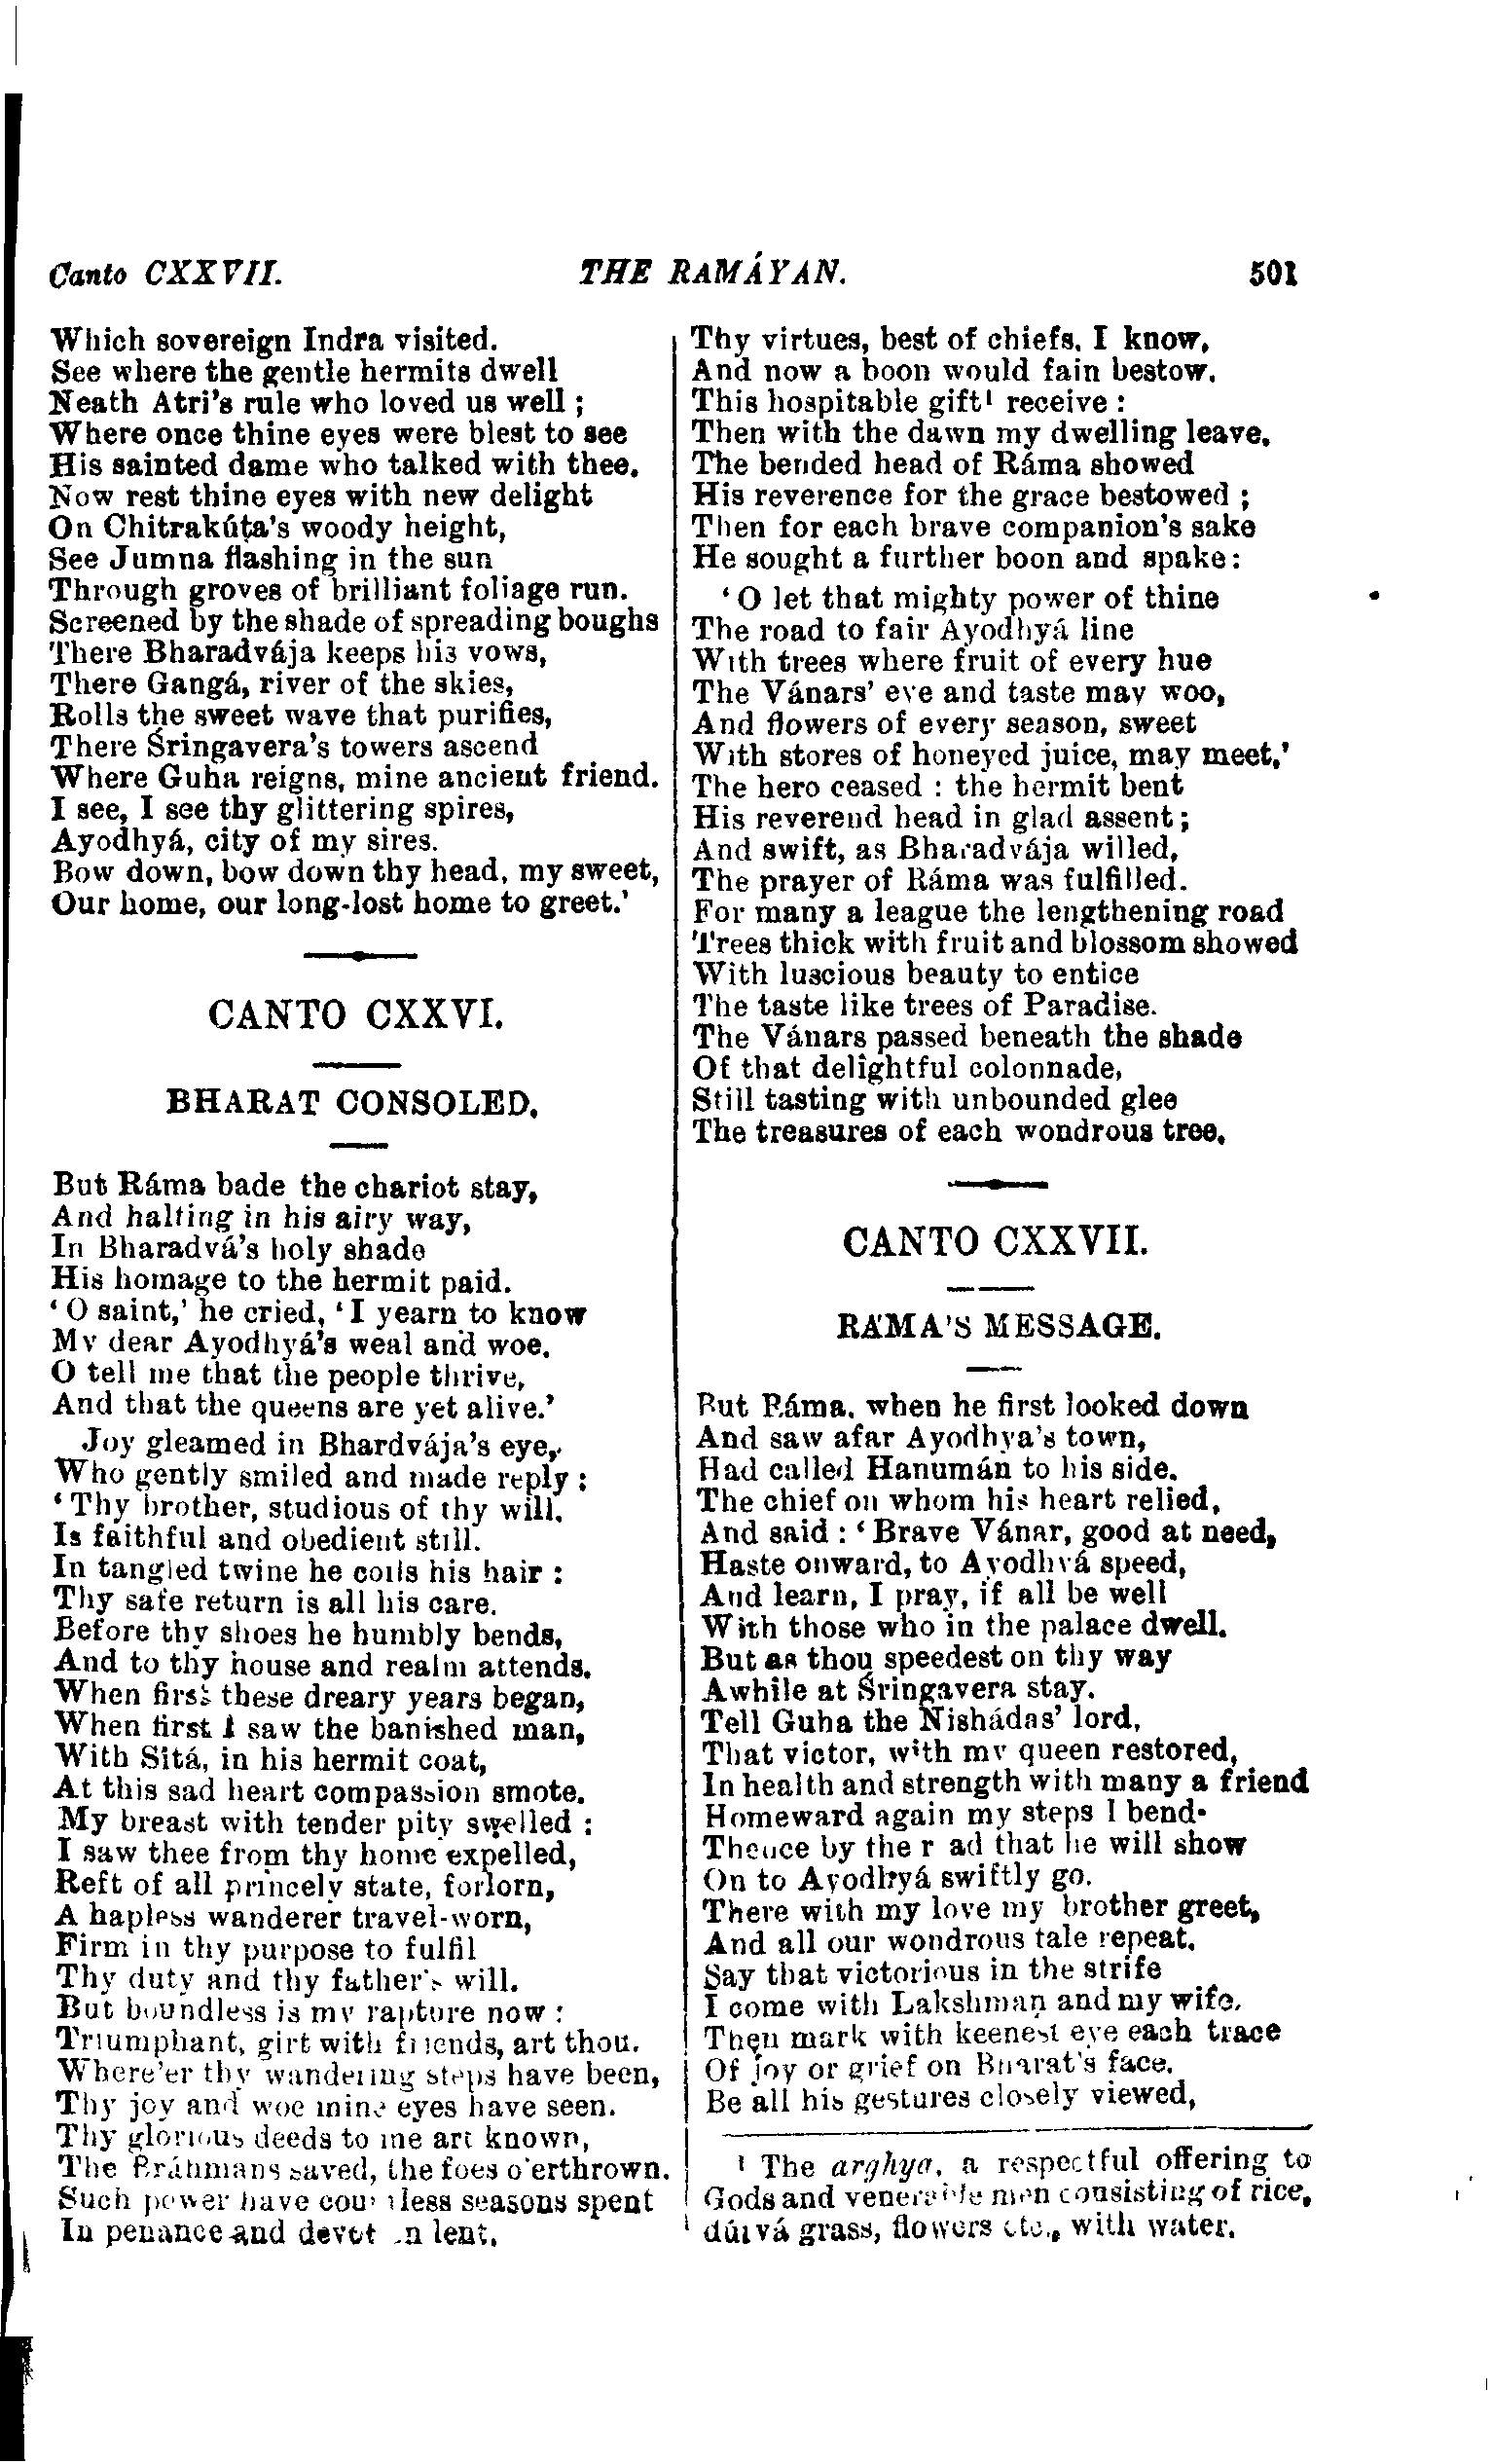 Canto CXXVII. THE RAMÁYAN. 501
Which sovereign Indra visited.
See where the gentle hermits dwell
Neath Atri's rule who loved us well ;
Where once thine eyes were blest to see
His sainted dame who talked with thee.
Now rest thine eyes with new delight
On Chitrakúṭa's woody height,
See Jumna flashing in the sun
Through groves of brilliant foliage run.
Screened by the shade of spreading boughs
There Bharadvája keeps his vows,
There Gangá, river of the skies,
Rolls the sweet wave that purifies,
There Śringavera's towers ascend
Where Guha reigns, mine ancient friend.
I see, I see thy glittering spires,
Ayodhyá, city of my sires.
Bow down, bow down thy head, my sweet,
Our home, our long-lost home to greet.'
CANTO CXXVI.
BHARAT CONSOLED.
But Ráma bade the chariot stay,
And halting in his airy way,
In Bharadvá's holy shade
His homage to the hermit paid.
'O saint,' he cried, 'I yearn to know
My dear Ayodhyá's weal and woe.
O tell me that the people thrive,
And that the queens are yet alive.'
Joy gleamed in Bhardvája's eye,
Who gently smiled and made reply :
'Thy brother, studious of thy will,
Is faithful and obedient still.
In tangled twine he coils his hair :
Thy safe return is all his care.
Before thy shoes he humbly bends,
And to thy house and realm attends.
When first these dreary years began,
When first I saw the banished man,
With Sítá, in his hermit coat,
At this sad heart compassion smote.
My breast with tender pity swelled :
I saw thee from thy home expelled,
Reft of all princely state, forlorn,
A hapless wanderer travel-worn,
Firm in thy purpose to fulfil
Thy duty and thy father's will.
But boundless is my rapture now :
Triumphant, girt with friends, art thou.
Where'er thy wandering steps have been,
Thy joy and woe mine eyes have seen.
Thy glorious deeds to me are known,
The Bráhmans saved, the foes o'erthrown.
Such power have countless seasons spent
In penance and devotion lent.
Thy virtues, best of chiefs, I know,
And now a boon would fain bestow.
This hospitable gift¹ receive :
Then with the dawn my dwelling leave.
The bended head of Ráma showed
His reverence for the grace bestowed ;
Then for each brave companion's sake
He sought a further boon and spake:
'O let that mighty power of thine
The road to fair Ayodhyá line
With trees where fruit of every hue
The Vánars' eye and taste may woo,
And flowers of every season, sweet
With stores of honeyed juice, may meet.'
The hero ceased : the hermit bent
His reverend head in glad assent;
And swift, as Bharadvája willed,
The prayer of Ráma was fulfilled.
For many a league the lengthening road
Trees thick with fruit and blossom showed
With luscious beauty to entice
The taste like trees of Paradise.
The Vánars passed beneath the shade
Of that delightful colonnade,
Still tasting with unbounded glee
The treasures of each wondrous tree.
CANTO CXXVII.
RÁMA'S MESSAGE.
But Ráma, when he first looked down
And saw afar Ayodhya's town,
Had called Hanumán to his side,
The chief on whom his heart relied,
And said : 'Brave Vánar, good at need,
Haste onward, to Ayodhyá speed,
And learn, I pray, if all be well
With those who in the palace dwell.
But as thou speedest on thy way
Awhile at Śringavera stay.
Tell Guha the Nishádas' lord,
That victor, with my queen restored,
In health and strength with many a friend
Homeward again my steps I bend.
Thence by the r ad that he will show
On to Ayodhyá swiftly go.
There with my love my brother greet,
And all our wondrous tale repeat.
Say that victorious in the strife
I come with Lakshmaṇ and my wife.
Then mark with keenest eye each trace
Of joy or grief on Bharat's face.
Be all his gestures closely viewed,
¹ The arghya, a respectful offering to
Gods and venerable men consisting of rice,
dúrvá grass, flowers etc., with water.